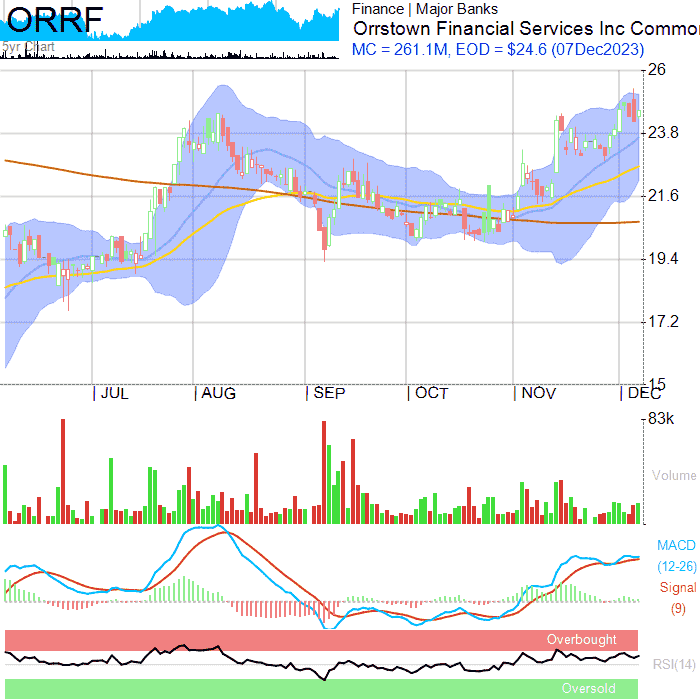 ORRF
5yr Chart
Finance | Major Banks
Orrstown Financial Services Inc Commo
MC = 261.1M, EOD = $24.6 (07Dec2023)
26
23.8
21.6
19.4
17.2
15
JUL AUG SEP OCT NOV DEC
83k
Volume
MACD
(12-26)
Signal
(9)
Overbought
RSI(14)
Oversold